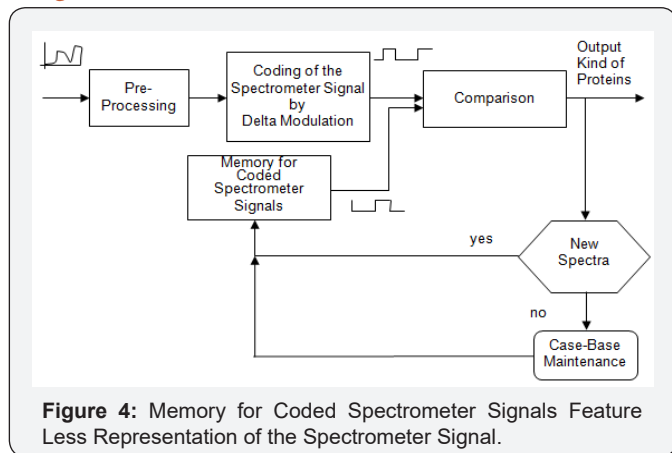 Pre-
Processing
Coding of the
Spectrometer Signal
by
Delta Modulation
Comparison
Output
Kind of
Proteins
Memory for
Coded
Spectrometer
Signals
yes
New
Spectra
no
Case-Base
Maintenance
Figure 4: Memory for Coded Spectrometer Signals Feature
Less Representation of the Spectrometer Signal.